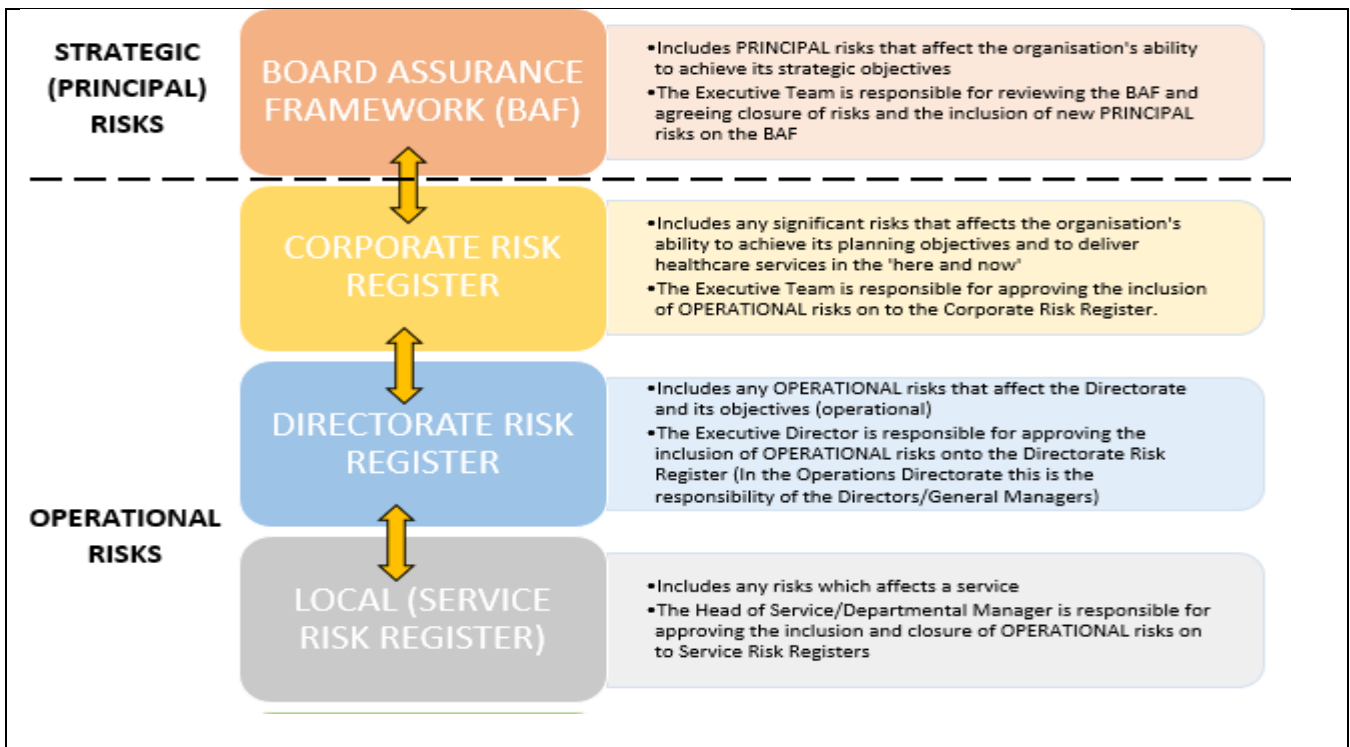 STRATEGIC
(PRINCIPAL)
RISKS
BOARD ASSURANCE
FRAMEWORK (BAF)
•Includes PRINCIPAL risks that affect the organisation's ability
to achieve its strategic objectives
•The Executive Team is responsible for reviewing the BAF and
agreeing closure of risks and the inclusion of new PRINCIPAL
risks on the BAF
CORPORATE RISK
REGISTER
•Includes any significant risks that affects the organisation's
ability to achieve its planning objectives and to deliver
healthcare services in the 'here and now'
•The Executive Team is responsible for approving the inclusion
of OPERATIONAL risks on to the Corporate Risk Register.
OPERATIONAL
RISKS
DIRECTORATE RISK
REGISTER
•Includes any OPERATIONAL risks that affect the Directorate
and its objectives (operational)
•The Executive Director is responsible for approving the
inclusion of OPERATIONAL risks onto the Directorate Risk
Register (In the Operations Directorate this is the
responsibility of the Directors/General Managers)
LOCAL (SERVICE
RISK REGISTER)
•Includes any risks which affects a service
•The Head of Service/Departmental Manager is responsible for
approving the inclusion and closure of OPERATIONAL risks on
to Service Risk Registers